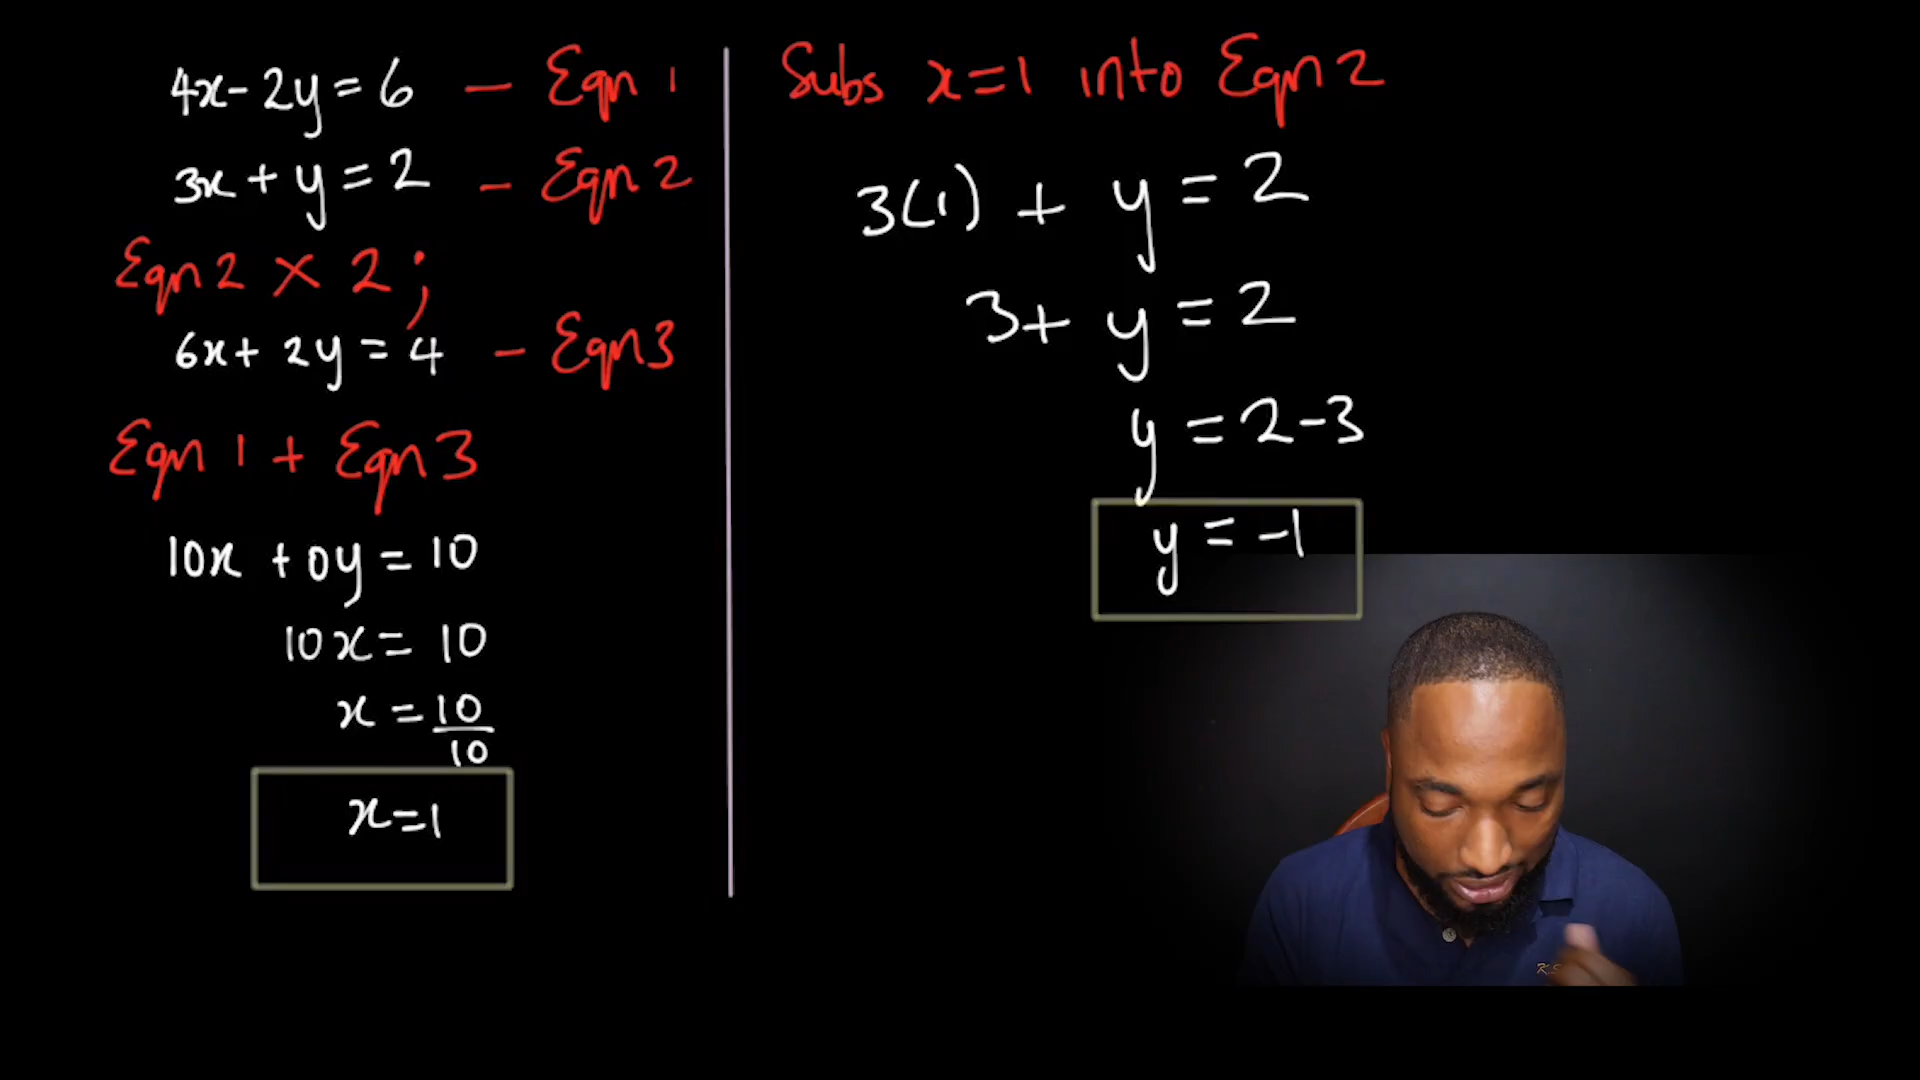 4x-2y=6 — Eqn 1
3x+y=2 - Eqn 2
Eqn 2 × 2;
6x+2y=4 - Eqn 3
Eqn 1 + Eqn 3
10x+0y=10
10x=10
x=10/10
x=1
Subs x=1 into Eqn 2
3(1)+y=2
3+y=2
y=2-3
y=-1